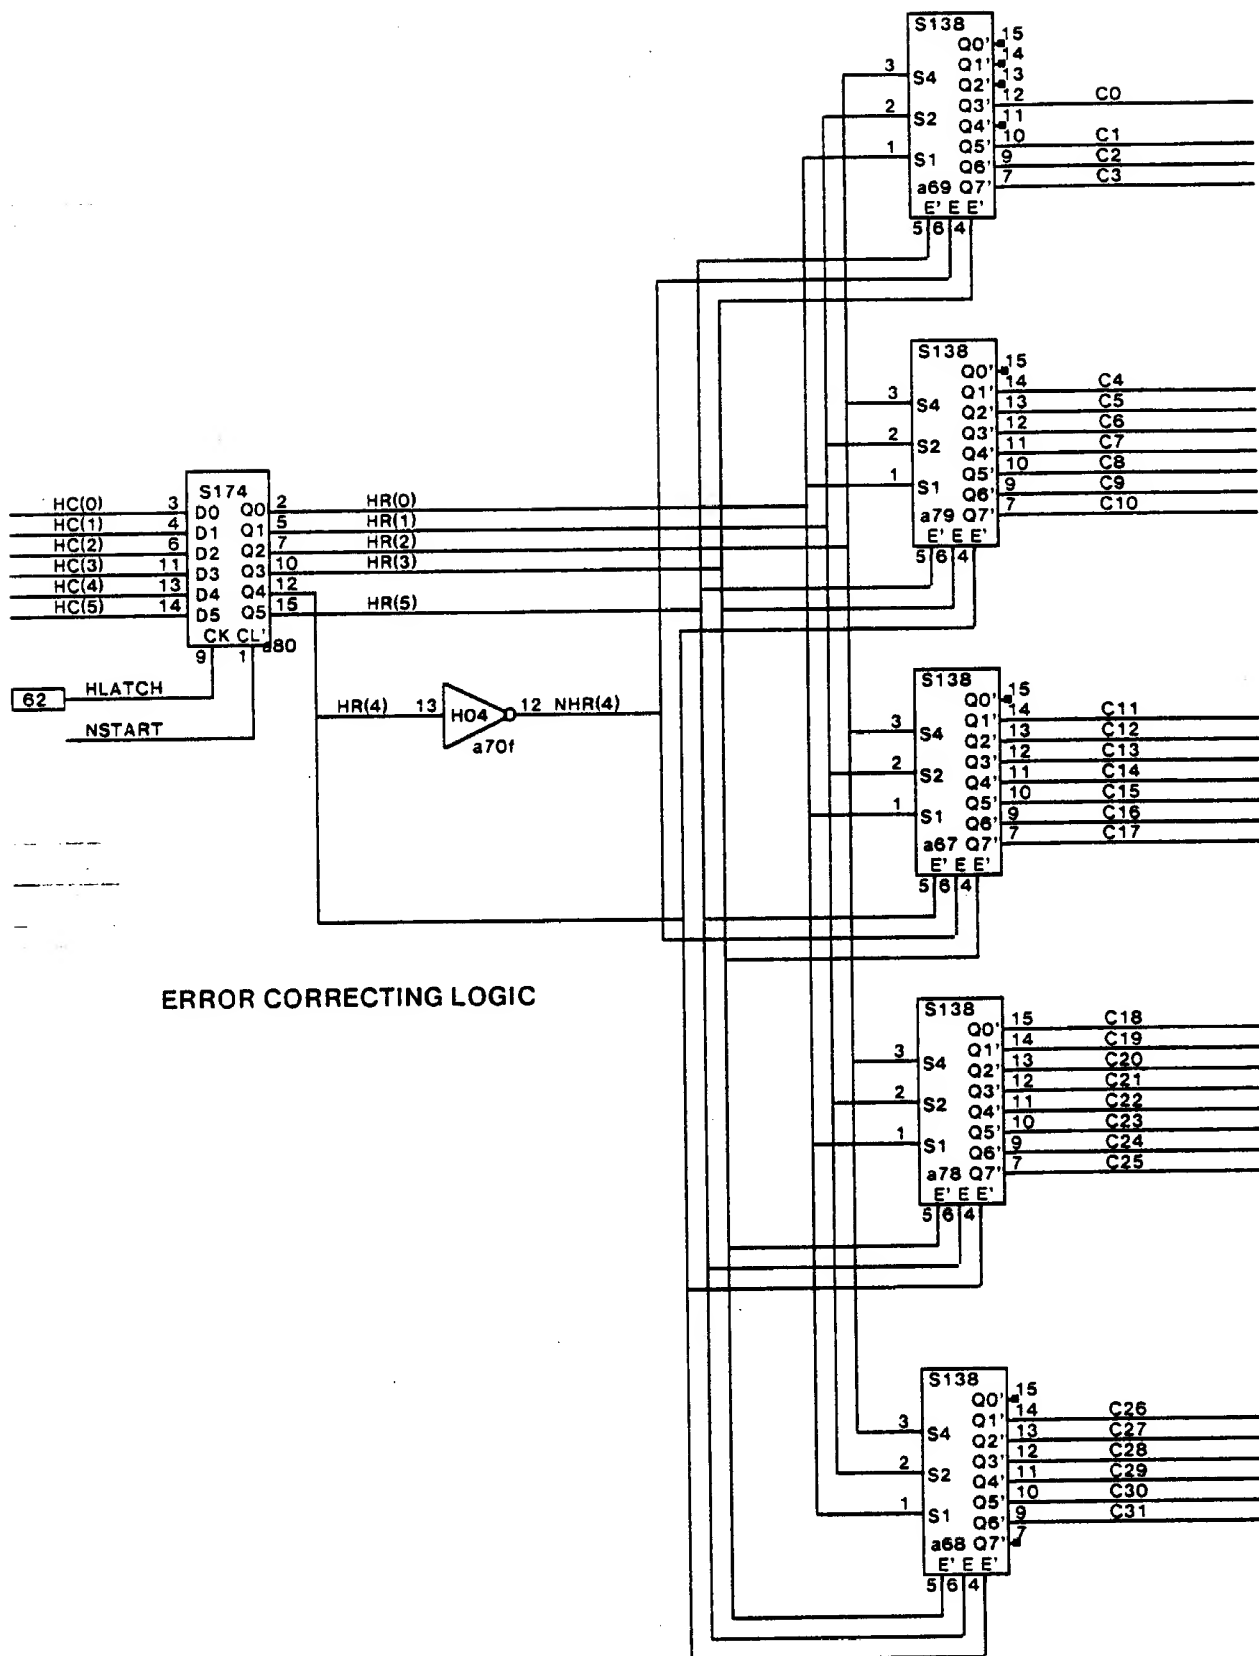 S138
Q0' 15
Q1' 14
Q2' 13
3 S4
Q3' 12 C0
2 S2
Q4' 11
Q5' 10 C1
1 S1
Q6' 9 C2
a69 Q7' 7 C3
E' E E'
5 6 4
S138
Q0' 15
Q1' 14 C4
3 S4
Q2' 13 C5
Q3' 12 C6
2 S2
Q4' 11 C7
Q5' 10 C8
1 S1
Q6' 9 C9
a79 Q7' 7 C10
E' E E'
5 6 4
S174
HC(0) 3 D0 Q0 2 HR(0)
HC(1) 4 D1 Q1 5 HR(1)
HC(2) 6 D2 Q2 7 HR(2)
HC(3) 11 D3 Q3 10 HR(3)
HC(4) 13 D4 Q4 12
HC(5) 14 D5 Q5 15 HR(5)
CK CL'
a80
9 1
62 HLATCH
NSTART
HR(4) 13 H04 12 NHR(4)
a70f
S138
Q0' 15
Q1' 14 C11
3 S4
Q2' 13 C12
Q3' 12 C13
2 S2
Q4' 11 C14
Q5' 10 C15
1 S1
Q6' 9 C16
a67 Q7' 7 C17
E' E E'
5 6 4
ERROR CORRECTING LOGIC
S138
Q0' 15 C18
Q1' 14 C19
3 S4
Q2' 13 C20
Q3' 12 C21
2 S2
Q4' 11 C22
Q5' 10 C23
1 S1
Q6' 9 C24
a78 Q7' 7 C25
E' E E'
5 6 4
S138
Q0' 15
Q1' 14 C26
3 S4
Q2' 13 C27
Q3' 12 C28
2 S2
Q4' 11 C29
Q5' 10 C30
1 S1
Q6' 9 C31
a68 Q7' 7
E' E E'
5 6 4